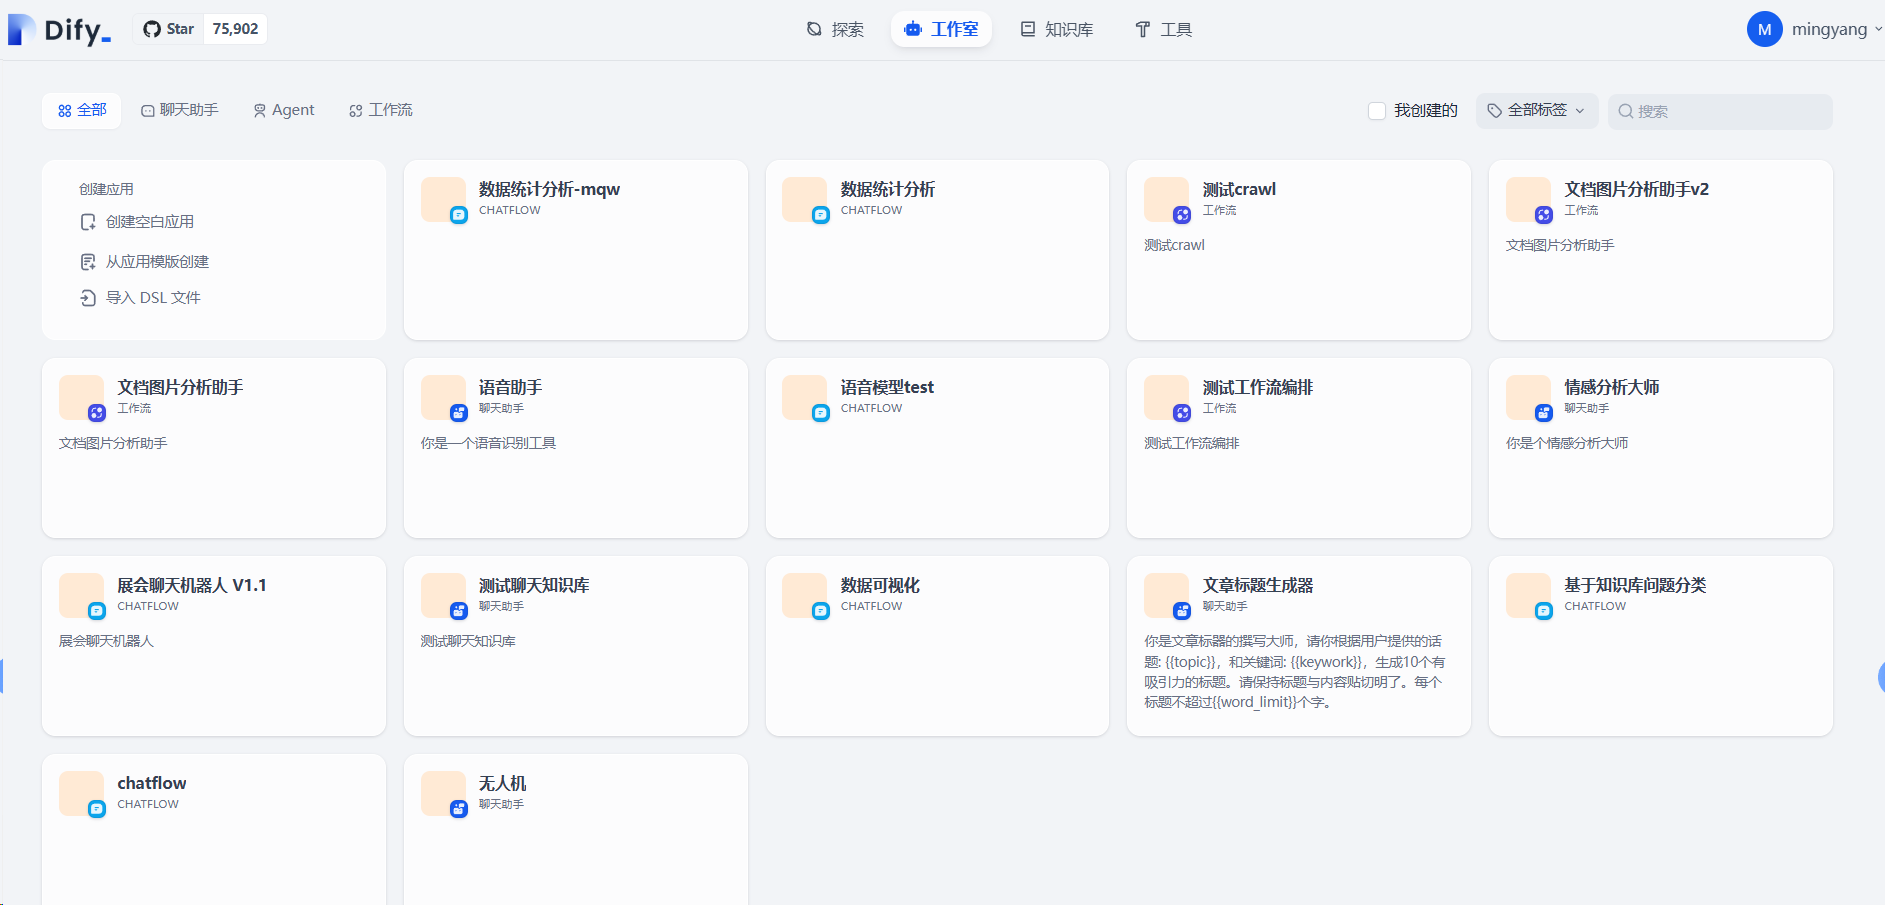 Dify_
Star 75,902
探索
工作室
知识库
工具
M mingyang
全部
聊天助手
Agent
工作流
我创建的
全部标签
搜索
创建应用
创建空白应用
从应用模版创建
导入 DSL 文件
数据统计分析-mqw
CHATFLOW
数据统计分析
CHATFLOW
测试crawl
工作流
测试crawl
文档图片分析助手v2
工作流
文档图片分析助手
文档图片分析助手
工作流
文档图片分析助手
语音助手
聊天助手
你是一个语音识别工具
语音模型test
CHATFLOW
测试工作流编排
工作流
测试工作流编排
情感分析大师
聊天助手
你是个情感分析大师
展会聊天机器人 V1.1
CHATFLOW
展会聊天机器人
测试聊天知识库
聊天助手
测试聊天知识库
数据可视化
CHATFLOW
文章标题生成器
聊天助手
你是文章标器的撰写大师，请你根据用户提供的话
题: {{topic}}，和关键词: {{keywork}}，生成10个有
吸引力的标题。请保持标题与内容贴切明了。每个
标题不超过{{word_limit}}个字。
基于知识库问题分类
CHATFLOW
chatflow
CHATFLOW
无人机
聊天助手